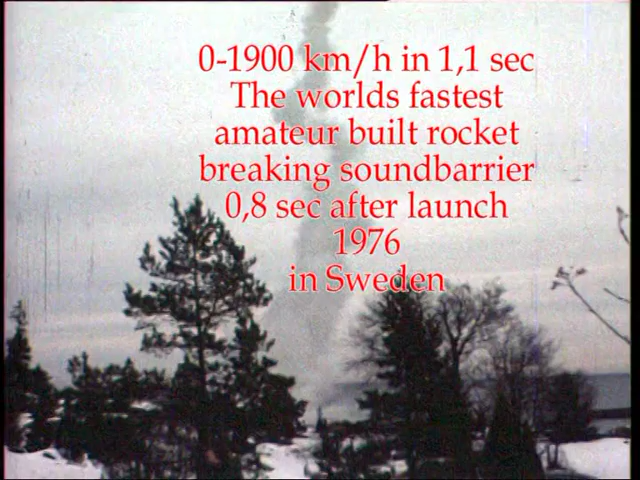 0-1900 km/h in 1,1 sec
The worlds fastest
amateur built rocket
breaking soundbarrier
0,8 sec after launch
1976
in Sweden